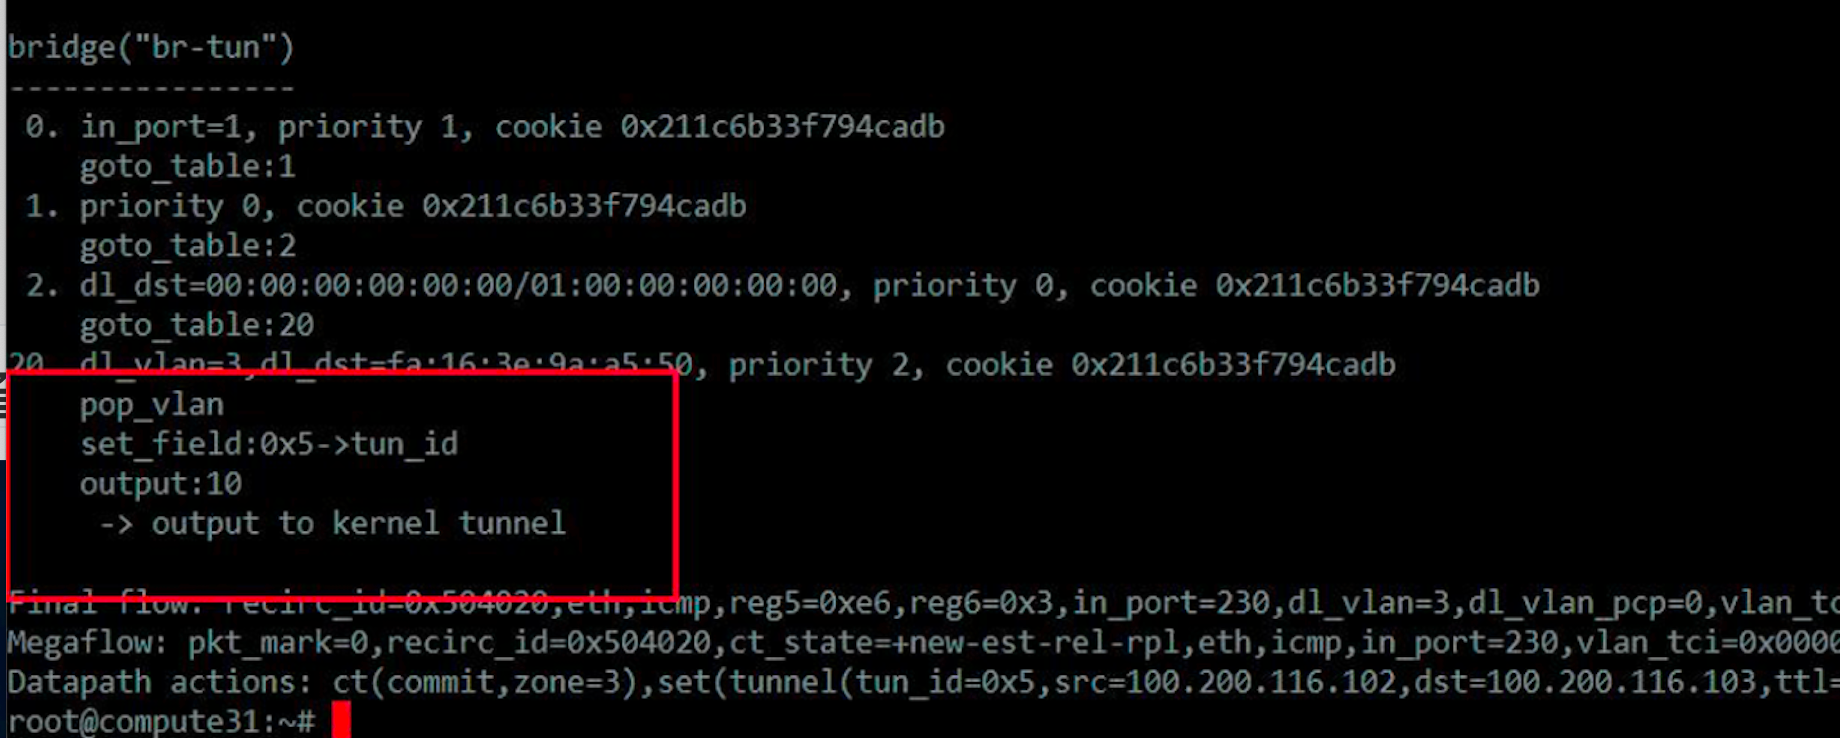 bridge("br-tun")
----------------
0. in_port=1, priority 1, cookie 0x211c6b33f794cadb
goto_table:1
1. priority 0, cookie 0x211c6b33f794cadb
goto_table:2
2. dl_dst=00:00:00:00:00:00/01:00:00:00:00:00, priority 0, cookie 0x211c6b33f794cadb
goto_table:20
20. dl_vlan=3,dl_dst=fa:16:3e:9a:a5:50, priority 2, cookie 0x211c6b33f794cadb
pop_vlan
set_field:0x5->tun_id
output:10
-> output to kernel tunnel
Final flow: recirc_id=0x504020,eth,icmp,reg5=0xe6,reg6=0x3,in_port=230,dl_vlan=3,dl_vlan_pcp=0,vlan_tc
Megaflow: pkt_mark=0,recirc_id=0x504020,ct_state=+new-est-rel-rpl,eth,icmp,in_port=230,vlan_tci=0x0000
Datapath actions: ct(commit,zone=3),set(tunnel(tun_id=0x5,src=100.200.116.102,dst=100.200.116.103,ttl=
root@compute31:~#